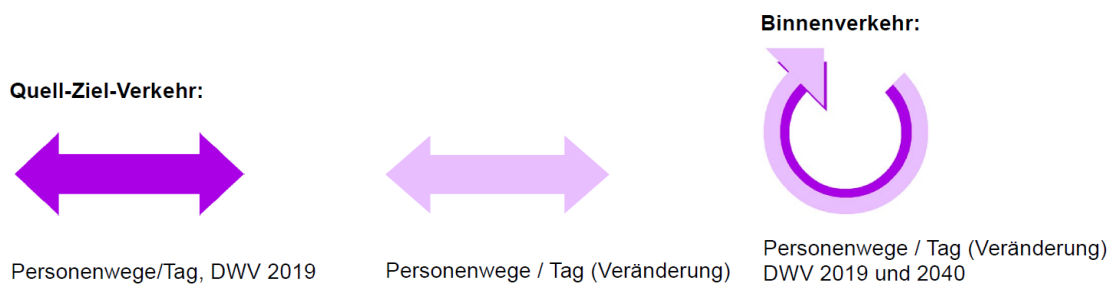 Binnenverkehr:
Quell-Ziel-Verkehr:
Personenwege/Tag, DWV 2019
Personenwege / Tag (Veränderung)
Personenwege / Tag (Veränderung)
DWV 2019 und 2040